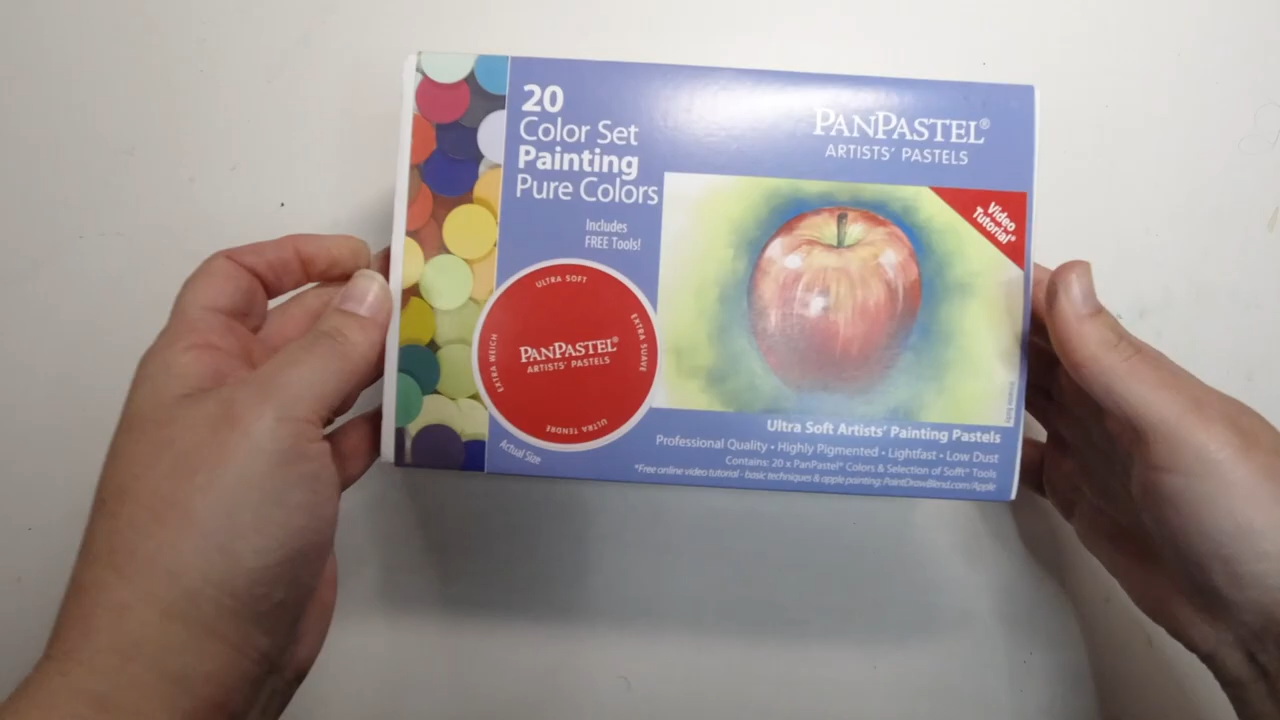 20
Color Set
Painting
Pure Colors
Includes
FREE Tools!
PANPASTEL®
ARTISTS' PASTELS
Video
Tutorial*
ULTRA SOFT
EXTRA SUAVE
ULTRA TENDRE
EXTRA WEICH
PANPASTEL®
ARTISTS' PASTELS
Actual Size
Ultra Soft Artists' Painting Pastels
Professional Quality • Highly Pigmented • Lightfast • Low Dust
Contains: 20 x PanPastel® Colors & Selection of Sofft® Tools
*Free online video tutorial - basic techniques & apple painting: PaintDrawBlend.com/Apple